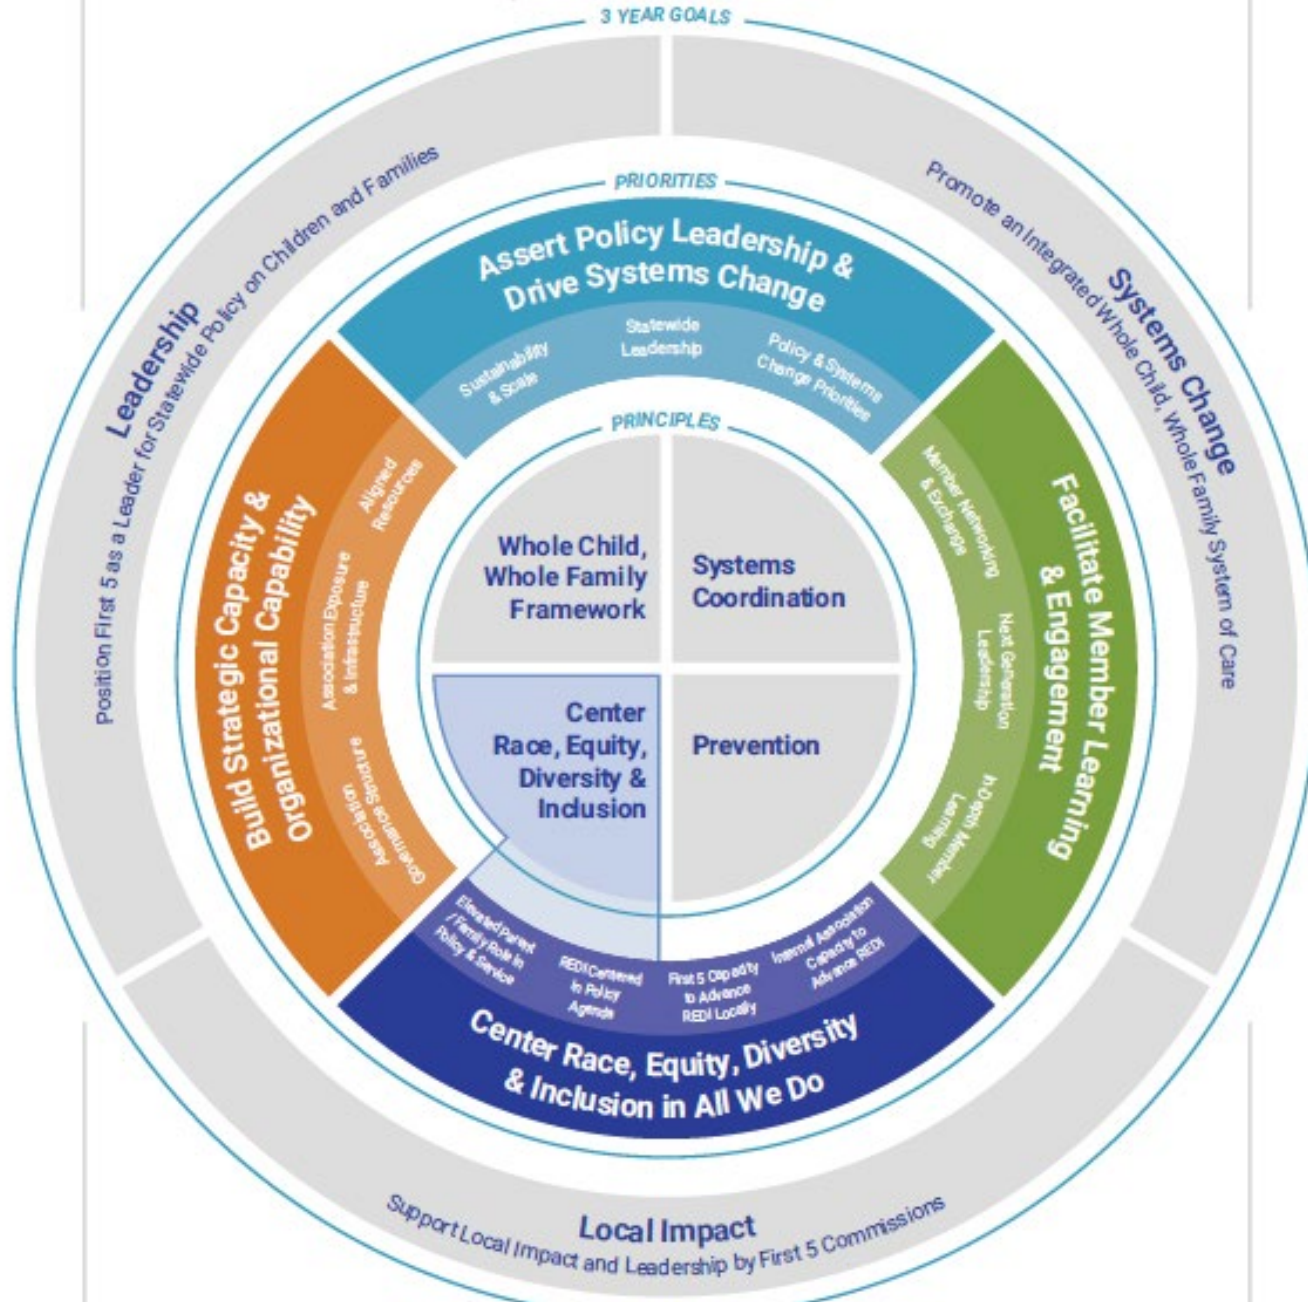 3 YEAR GOALS
Leadership
Position First 5 as a Leader for Statewide Policy on Children and Families
Systems Change
Promote an Integrated Whole Child, Whole Family System of Care
Local Impact
Support Local Impact and Leadership by First 5 Commissions
PRIORITIES
Assert Policy Leadership &
Drive Systems Change
Sustainability
& Scale
Statewide
Leadership
Policy & Systems
Change Priorities
Facilitate Member Learning
& Engagement
Member Networking
& Exchange
Next Generation
Leadership
In-Depth Member
Learning
Center Race, Equity, Diversity
& Inclusion in All We Do
Elevated Parent
/ Family Role in
Policy & Service
REDI Centered
in Policy
Agenda
First 5 Capacity
to Advance
REDI Locally
Internal Association
Capacity to
Advance REDI
Build Strategic Capacity &
Organizational Capability
Aligned
Resources
Association Exposure
& Infrastructure
Association
Governance Structure
PRINCIPLES
Whole Child,
Whole Family
Framework
Systems
Coordination
Center
Race, Equity,
Diversity &
Inclusion
Prevention